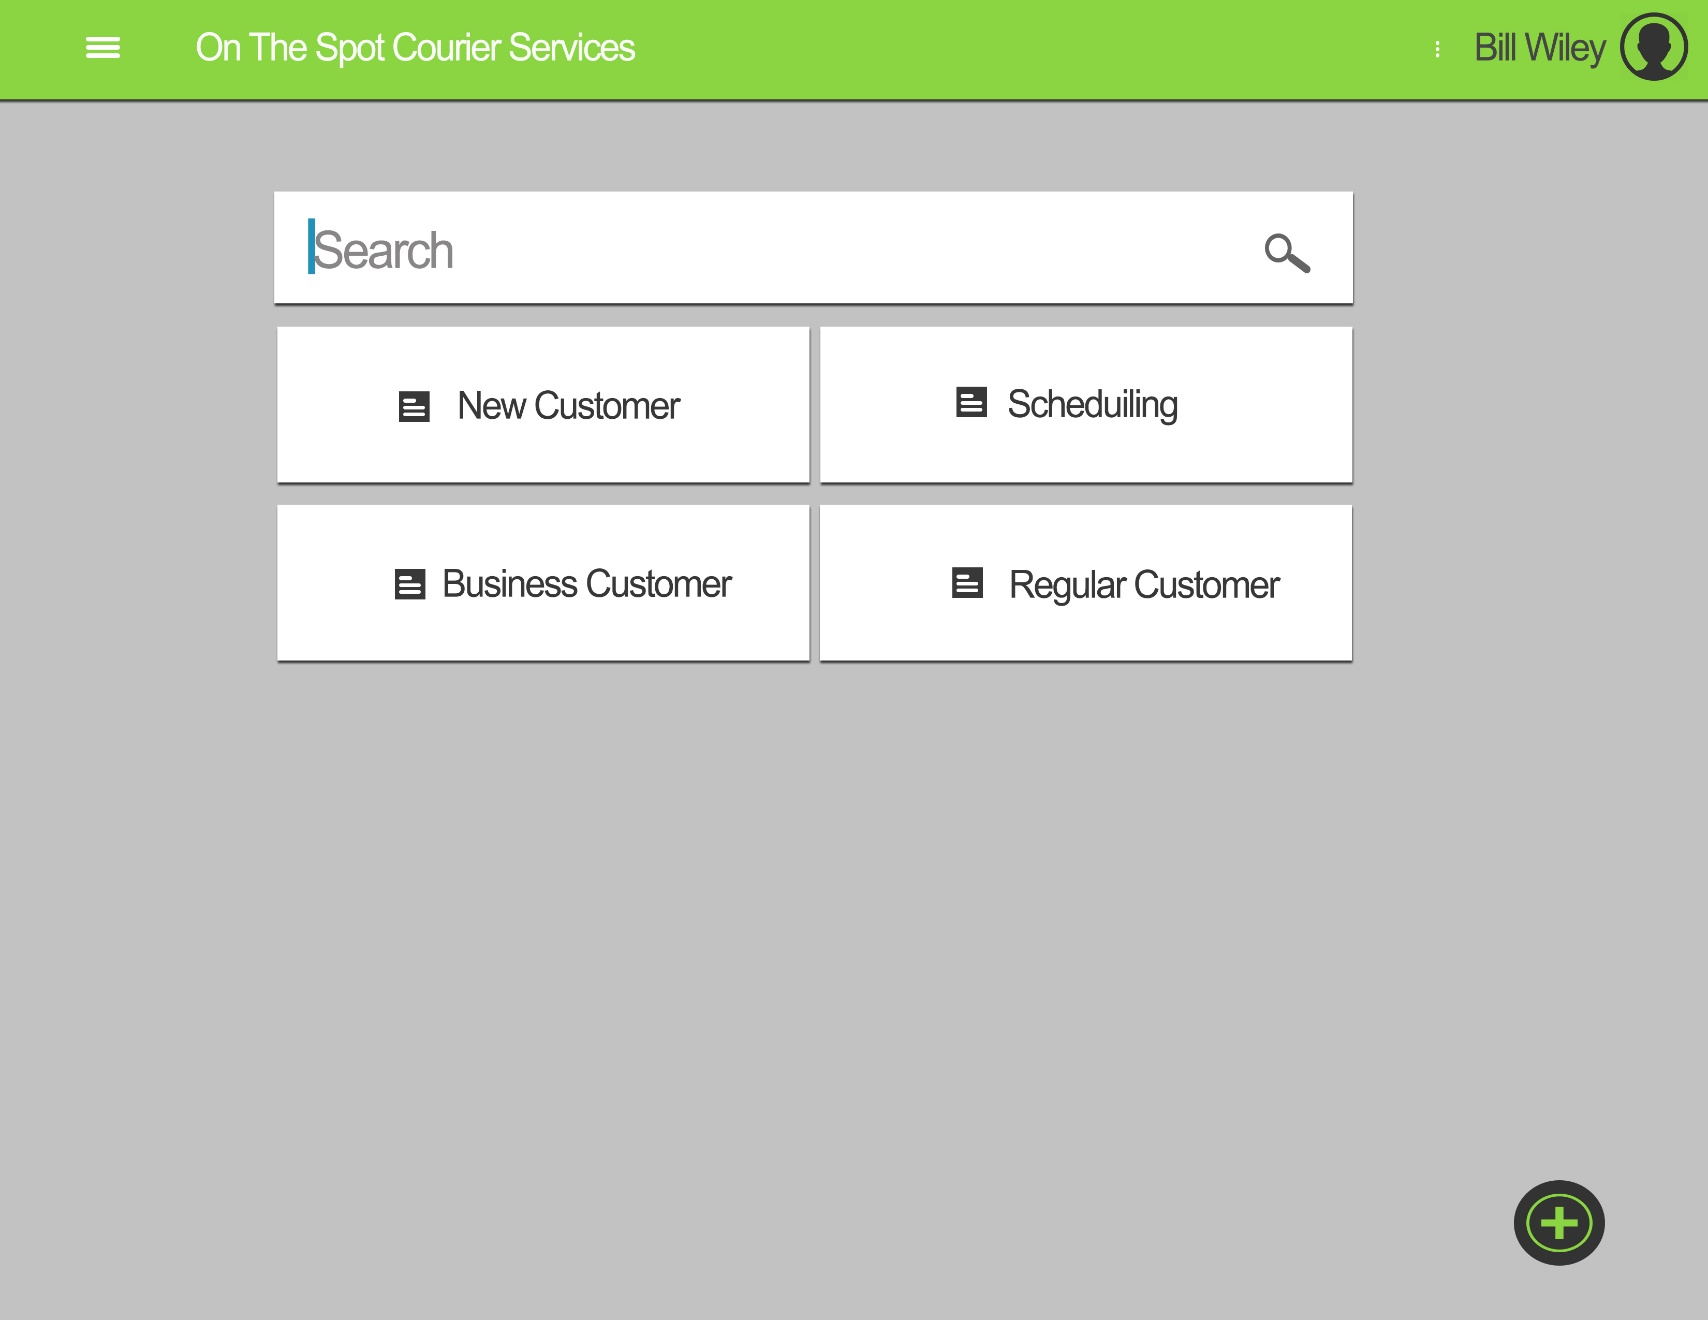 On The Spot Courier Services
Bill Wiley
Search
New Customer
Scheduiling
Business Customer
Regular Customer